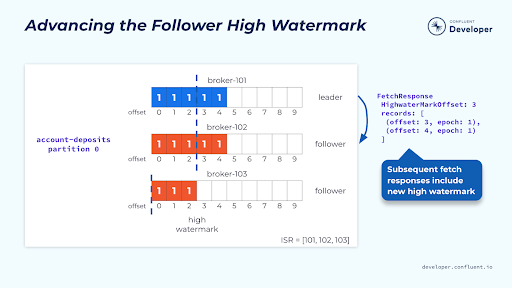 Advancing the Follower High Watermark
CONFLUENT
Developer
broker-101
1 1 1 1 1
leader
offset 0 1 2 3 4 5 6 7 8 9
broker-102
account-deposits
partition 0
1 1 1 1 1
follower
offset 0 1 2 3 4 5 6 7 8 9
broker-103
1 1 1
follower
offset 0 1 2 3 4 5 6 7 8 9
high
watermark
ISR = [101, 102, 103]
FetchResponse
HighwaterMarkOffset: 3
records: [
(offset: 3, epoch: 1),
(offset: 4, epoch: 1)
]
Subsequent fetch
responses include
new high watermark
developer.confluent.io